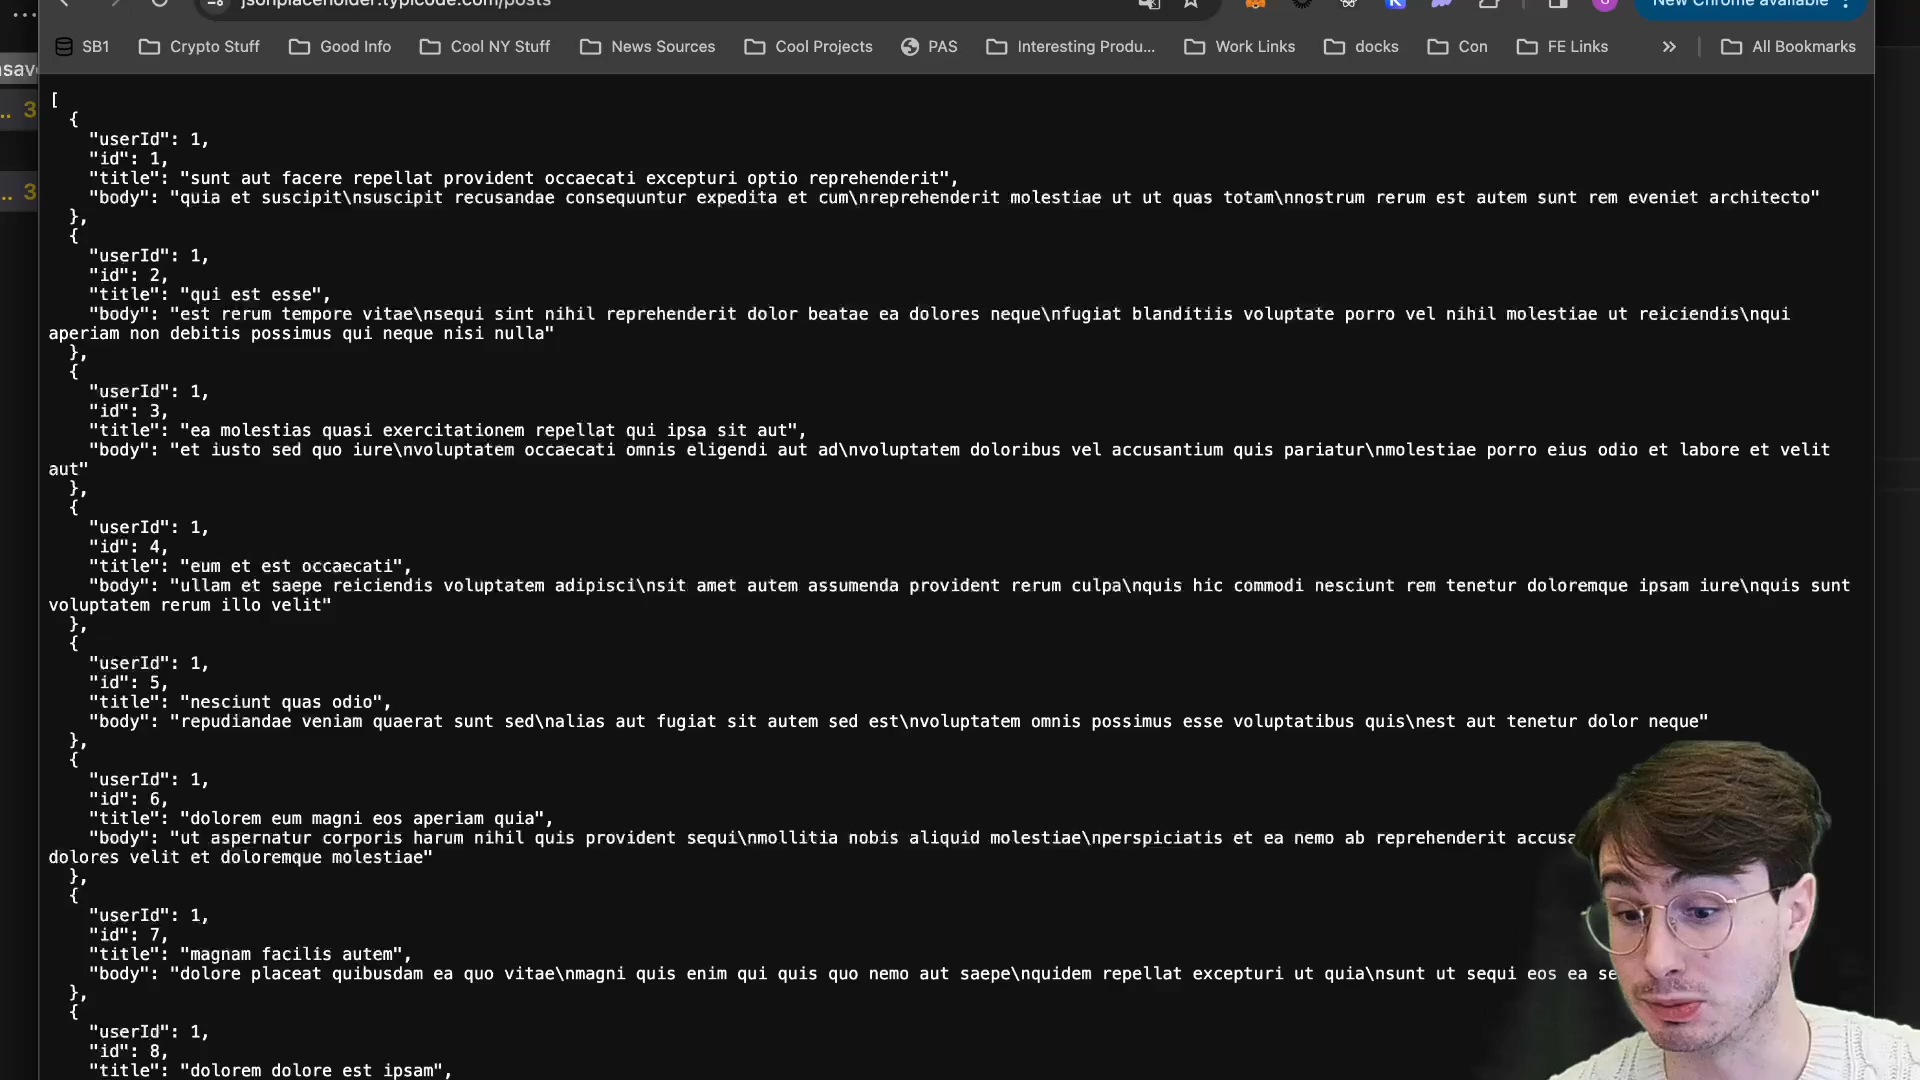 jsonplaceholder.typicode.com/posts
New Chrome available
SB1 Crypto Stuff Good Info Cool NY Stuff News Sources Cool Projects PAS Interesting Produ... Work Links docks Con FE Links » All Bookmarks
.. 3
.. 3
[
{
"userId": 1,
"id": 1,
"title": "sunt aut facere repellat provident occaecati excepturi optio reprehenderit",
"body": "quia et suscipit\nsuscipit recusandae consequuntur expedita et cum\nreprehenderit molestiae ut ut quas totam\nnostrum rerum est autem sunt rem eveniet architecto"
},
{
"userId": 1,
"id": 2,
"title": "qui est esse",
"body": "est rerum tempore vitae\nsequi sint nihil reprehenderit dolor beatae ea dolores neque\nfugiat blanditiis voluptate porro vel nihil molestiae ut reiciendis\nqui
aperiam non debitis possimus qui neque nisi nulla"
},
{
"userId": 1,
"id": 3,
"title": "ea molestias quasi exercitationem repellat qui ipsa sit aut",
"body": "et iusto sed quo iure\nvoluptatem occaecati omnis eligendi aut ad\nvoluptatem doloribus vel accusantium quis pariatur\nmolestiae porro eius odio et labore et velit
aut"
},
{
"userId": 1,
"id": 4,
"title": "eum et est occaecati",
"body": "ullam et saepe reiciendis voluptatem adipisci\nsit amet autem assumenda provident rerum culpa\nquis hic commodi nesciunt rem tenetur doloremque ipsam iure\nquis sunt
voluptatem rerum illo velit"
},
{
"userId": 1,
"id": 5,
"title": "nesciunt quas odio",
"body": "repudiandae veniam quaerat sunt sed\nalias aut fugiat sit autem sed est\nvoluptatem omnis possimus esse voluptatibus quis\nest aut tenetur dolor neque"
},
{
"userId": 1,
"id": 6,
"title": "dolorem eum magni eos aperiam quia",
"body": "ut aspernatur corporis harum nihil quis provident sequi\nmollitia nobis aliquid molestiae\nperspiciatis et ea nemo ab reprehenderit accusa
dolores velit et doloremque molestiae"
},
{
"userId": 1,
"id": 7,
"title": "magnam facilis autem",
"body": "dolore placeat quibusdam ea quo vitae\nmagni quis enim qui quis quo nemo aut saepe\nquidem repellat excepturi ut quia\nsunt ut sequi eos ea se
},
{
"userId": 1,
"id": 8,
"title": "dolorem dolore est ipsam",